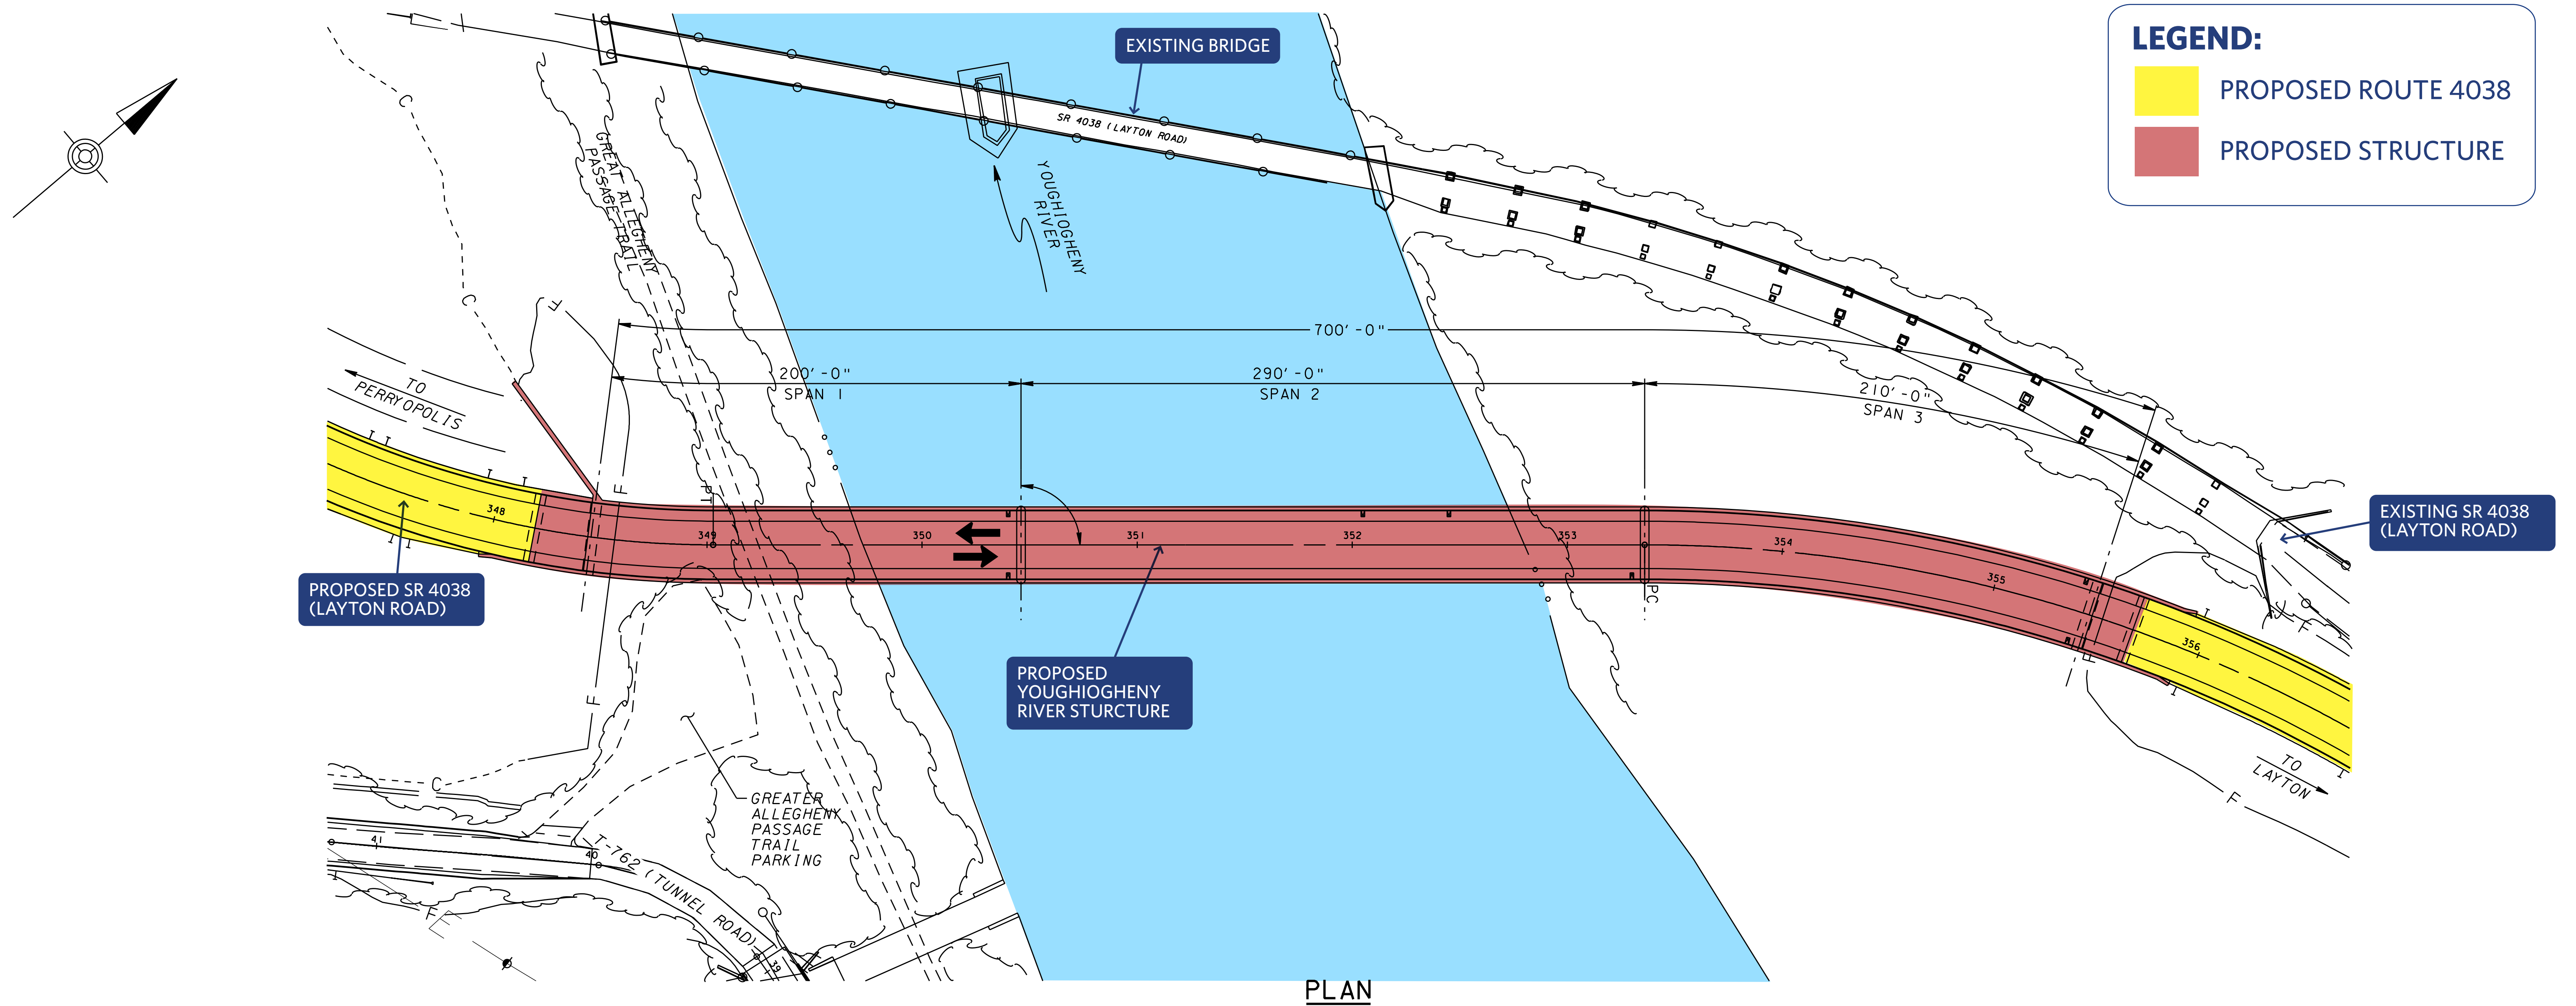 LEGEND:
PROPOSED ROUTE 4038
PROPOSED STRUCTURE
EXISTING BRIDGE
SR 4038 (LAYTON ROAD)
YOUGHIOGHENY
RIVER
GREAT ALLEGHENY
PASSAGE TRAIL
C
C
F
700'-0"
200'-0"
SPAN 1
290'-0"
SPAN 2
210'-0"
SPAN 3
TO
PERRYOPOLIS
F
PT
348
349
350
351
352
353
354
355
356
PC
F
F
EXISTING SR 4038
(LAYTON ROAD)
PROPOSED SR 4038
(LAYTON ROAD)
PROPOSED
YOUGHIOGHENY
RIVER STURCTURE
F
F
TO
LAYTON
F
C
GREATER
ALLEGHENY
PASSAGE
TRAIL
PARKING
41
40
T-762 (TUNNEL ROAD)
39
F
PLAN